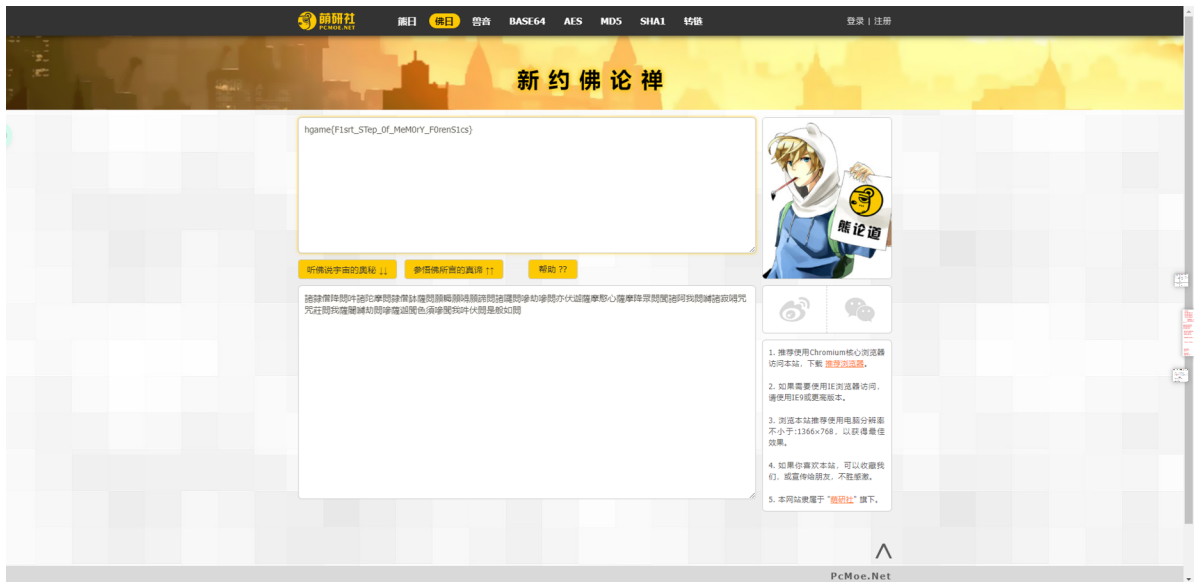 萌研社
PCMOE.NET
熊曰
佛曰
兽音
BASE64
AES
MD5
SHA1
转链
登录 | 注册
新约佛论禅
hgame{F1srt_STep_0f_MeM0rY_F0renS1cs}
熊论道
听佛说宇宙的奥秘 ↓↓
参悟佛所言的真谛 ↑↑
帮助 ??
1. 推荐使用Chromium核心浏览器
访问本站，下载 推荐浏览器。
2. 如果需要使用IE浏览器访问，
请使用IE9或更高版本。
3. 浏览本站推荐使用电脑分辨率
不小于:1366×768，以获得最佳
效果。
4. 如果你喜欢本站，可以收藏我
们，或宣传给朋友，不胜感激。
5. 本网站隶属于 "萌研社" 旗下。
PcMoe.Net